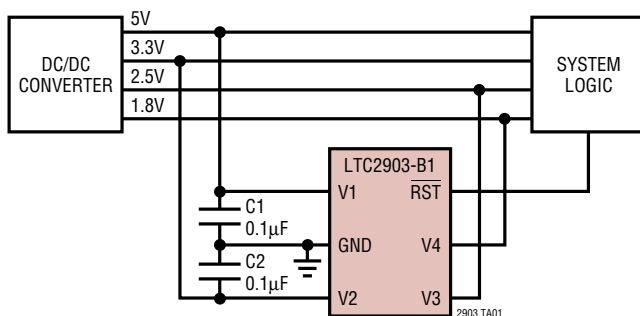 5V
3.3V
2.5V
1.8V
DC/DC
CONVERTER
SYSTEM
LOGIC
LTC2903-B1
V1
RST
C1
0.1μF
GND
V4
C2
0.1μF
V2
V3
2903 TA01